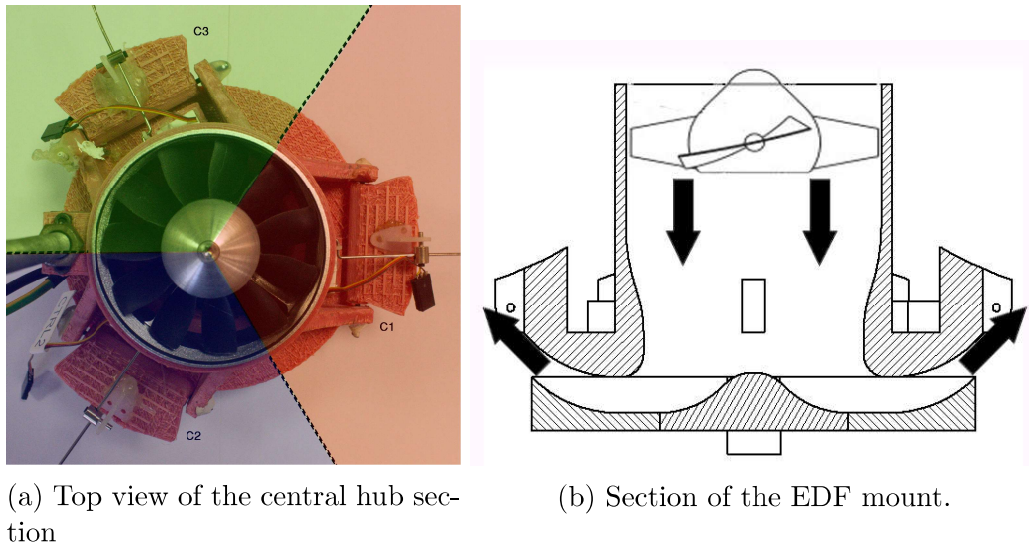 C3
C1
C2
(a) Top view of the central hub sec-
tion
(b) Section of the EDF mount.